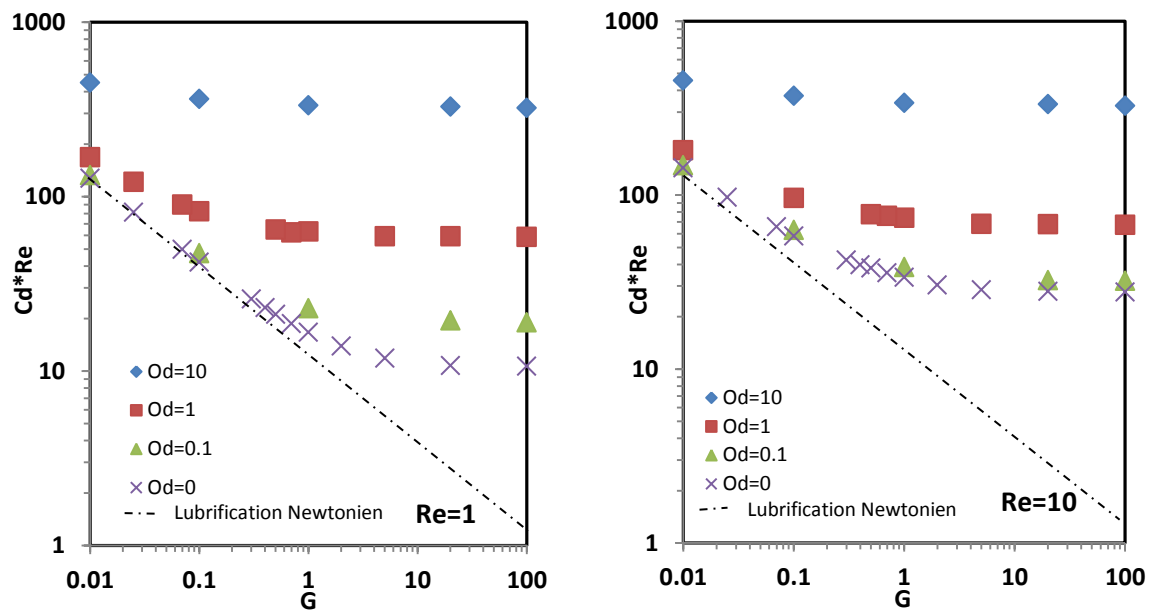 1000
100
10
1
Cd*Re
0.01
0.1
1
10
100
G
Od=10
Od=1
Od=0.1
Od=0
Lubrification Newtonien
Re=1
1000
100
10
1
Cd*Re
0.01
0.1
1
10
100
G
Od=10
Od=1
Od=0.1
Od=0
Lubrification Newtonien
Re=10